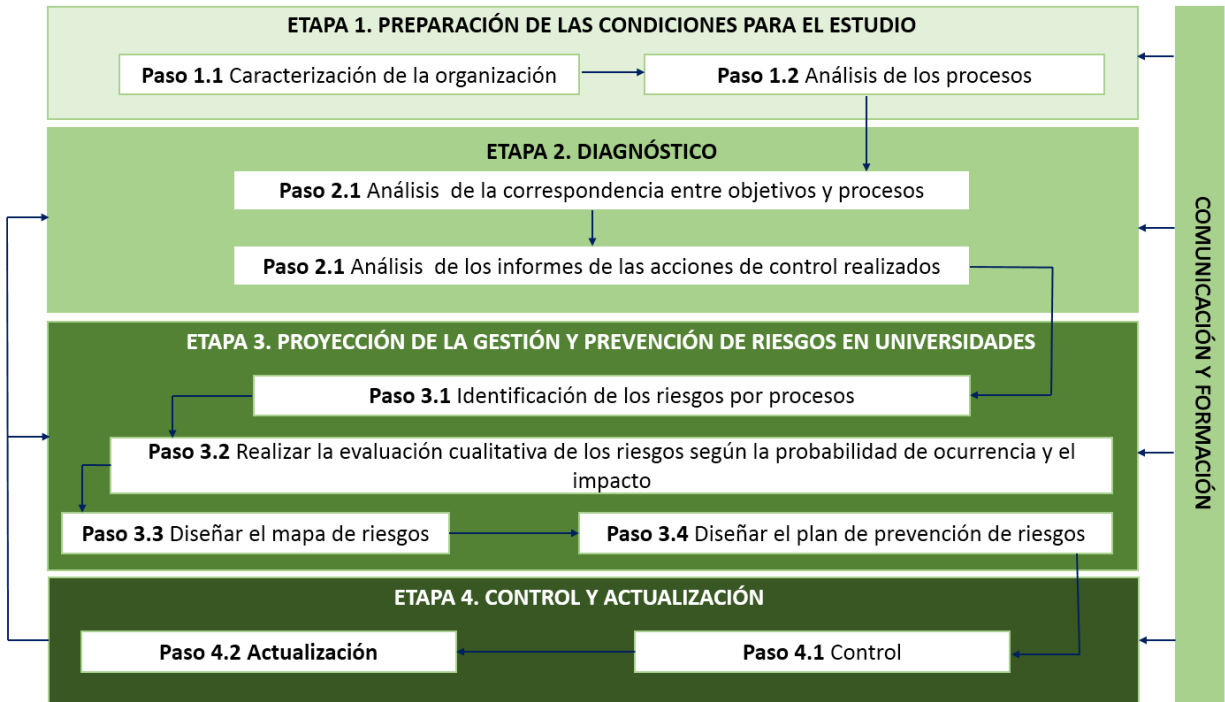 ETAPA 1. PREPARACIÓN DE LAS CONDICIONES PARA EL ESTUDIO
Paso 1.1 Caracterización de la organización
Paso 1.2 Análisis de los procesos
ETAPA 2. DIAGNÓSTICO
Paso 2.1 Análisis  de la correspondencia entre objetivos y procesos
Paso 2.1 Análisis  de los informes de las acciones de control realizados
ETAPA 3. PROYECCIÓN DE LA GESTIÓN Y PREVENCIÓN DE RIESGOS EN UNIVERSIDADES
Paso 3.1 Identificación de los riesgos por procesos
Paso 3.2 Realizar la evaluación cualitativa de los riesgos según la probabilidad de ocurrencia y el
impacto
Paso 3.3 Diseñar el mapa de riesgos
Paso 3.4 Diseñar el plan de prevención de riesgos
ETAPA 4. CONTROL Y ACTUALIZACIÓN
Paso 4.2 Actualización
Paso 4.1 Control
COMUNICACIÓN Y FORMACIÓN